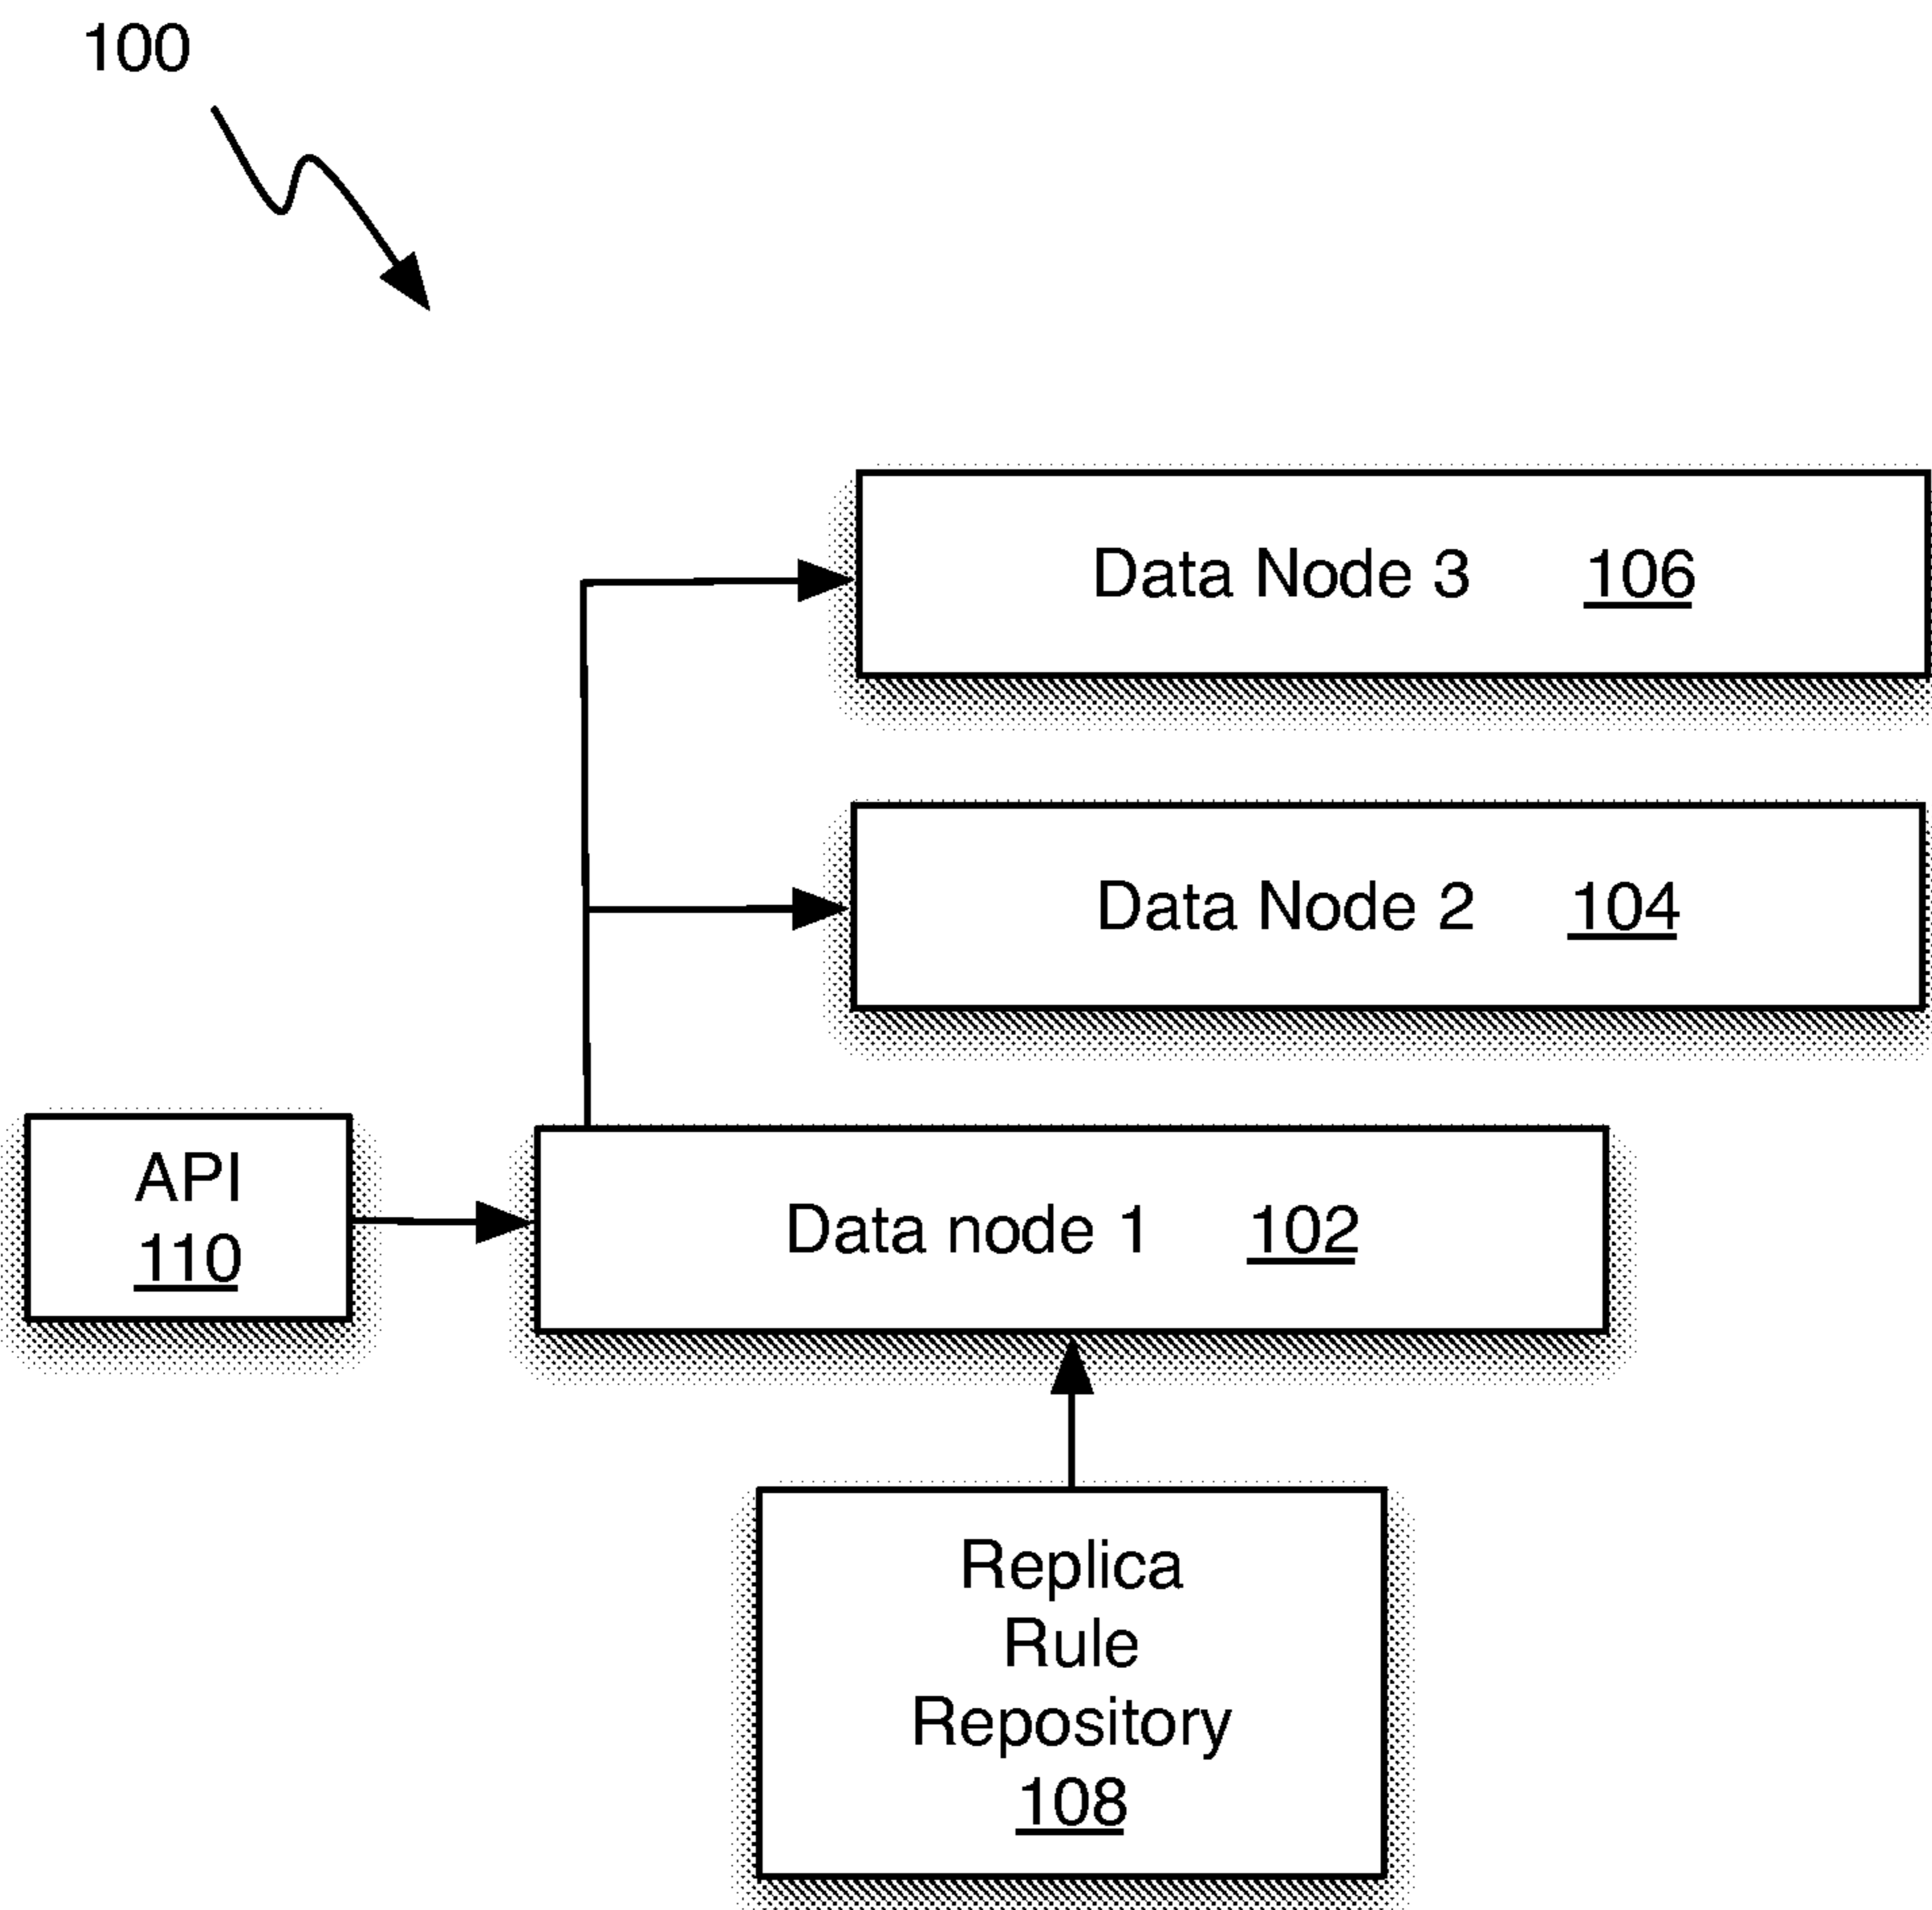 100
Data Node 3 106
Data Node 2 104
API
110
Data node 1 102
Replica
Rule
Repository
108